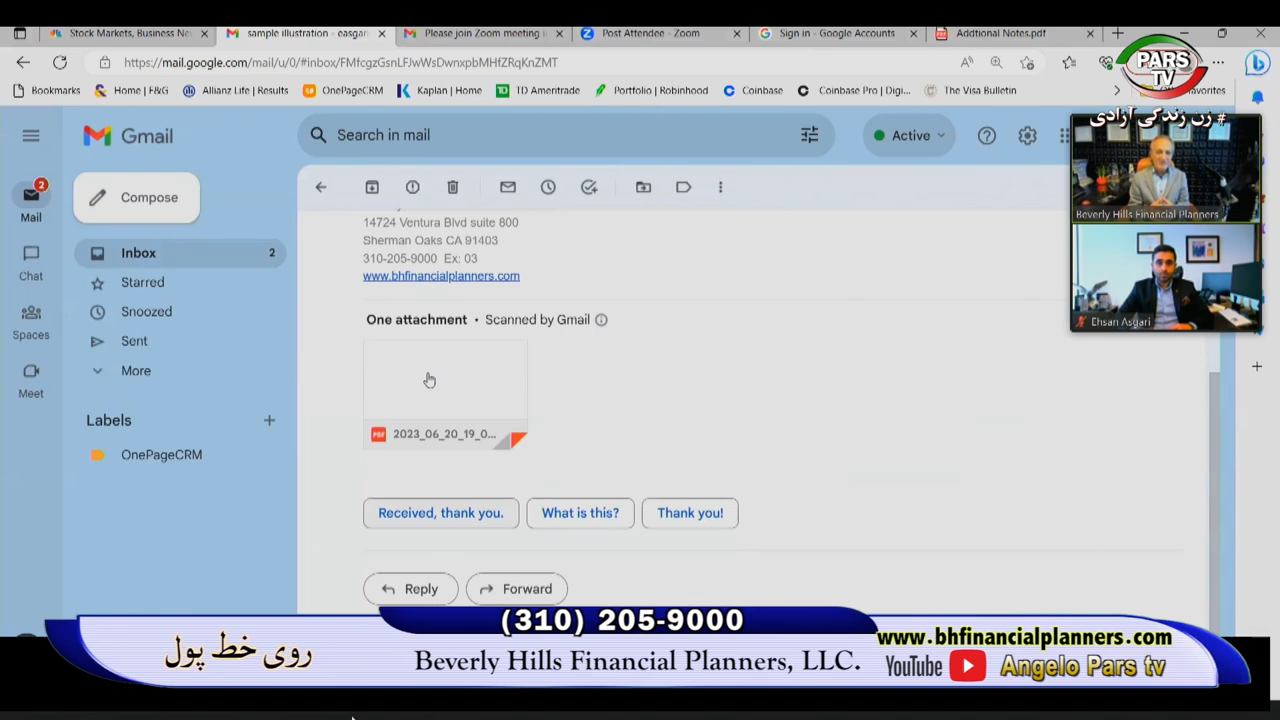 Stock Markets, Business Ne
sample illustration - easgar
Please join Zoom meeting i
Post Attendee - Zoom
Sign in - Google Accounts
Addtional Notes.pdf
https://mail.google.com/mail/u/0/#inbox/FMfcgzGsnLFJwWsDwnxpbMHfZRqKnZMT
Bookmarks
Home | F&G
Allianz Life | Results
OnePageCRM
Kaplan | Home
TD Ameritrade
Portfolio | Robinhood
Coinbase
Coinbase Pro | Digi...
The Visa Bulletin
Favorites
PARS
TV
# زن زندگی آزادی
Gmail
Search in mail
Active
2
Mail
Compose
Chat
Spaces
Meet
Inbox 2
Starred
Snoozed
Sent
More
Labels
OnePageCRM
14724 Ventura Blvd suite 800
Sherman Oaks CA 91403
310-205-9000 Ex: 03
www.bhfinancialplanners.com
One attachment • Scanned by Gmail
PDF 2023_06_20_19_0...
Received, thank you.
What is this?
Thank you!
Reply
Forward
Beverly Hills Financial Planners
Ehsan Asgari
(310) 205-9000
روی خط پول
Beverly Hills Financial Planners, LLC.
www.bhfinancialplanners.com
YouTube Angelo Pars tv